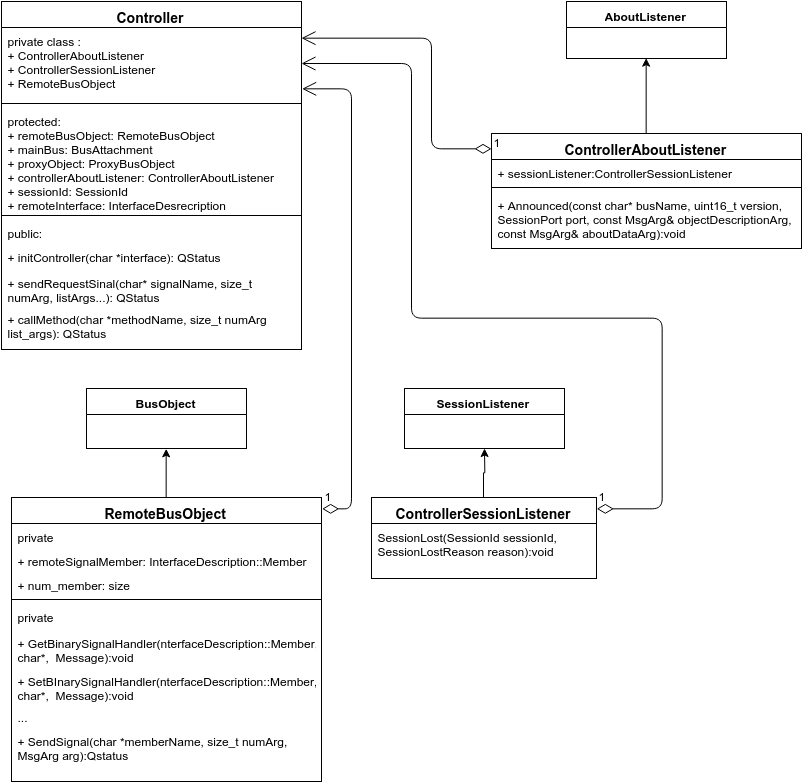 Controller
private class :
+ ControllerAboutListener
+ ControllerSessionListener
+ RemoteBusObject
protected:
+ remoteBusObject: RemoteBusObject
+ mainBus: BusAttachment
+ proxyObject: ProxyBusObject
+ controllerAboutListener: ControllerAboutListener
+ sessionId: SessionId
+ remoteInterface: InterfaceDesrecription
public:
+ initController(char *interface): QStatus
+ sendRequestSinal(char* signalName, size_t
numArg, listArgs...): QStatus
+ callMethod(char *methodName, size_t numArg
list_args): QStatus
AboutListener
1
ControllerAboutListener
+ sessionListener:ControllerSessionListener
+ Announced(const char* busName, uint16_t version,
SessionPort port, const MsgArg& objectDescriptionArg,
const MsgArg& aboutDataArg):void
BusObject
SessionListener
1
RemoteBusObject
private
+ remoteSignalMember: InterfaceDescription::Member
+ num_member: size
private
+ GetBinarySignalHandler(nterfaceDescription::Member
char*,  Message):void
+ SetBInarySignalHandler(nterfaceDescription::Member,
char*,  Message):void
...
+ SendSignal(char *memberName, size_t numArg,
MsgArg arg):Qstatus
1
ControllerSessionListener
SessionLost(SessionId sessionId,
SessionLostReason reason):void